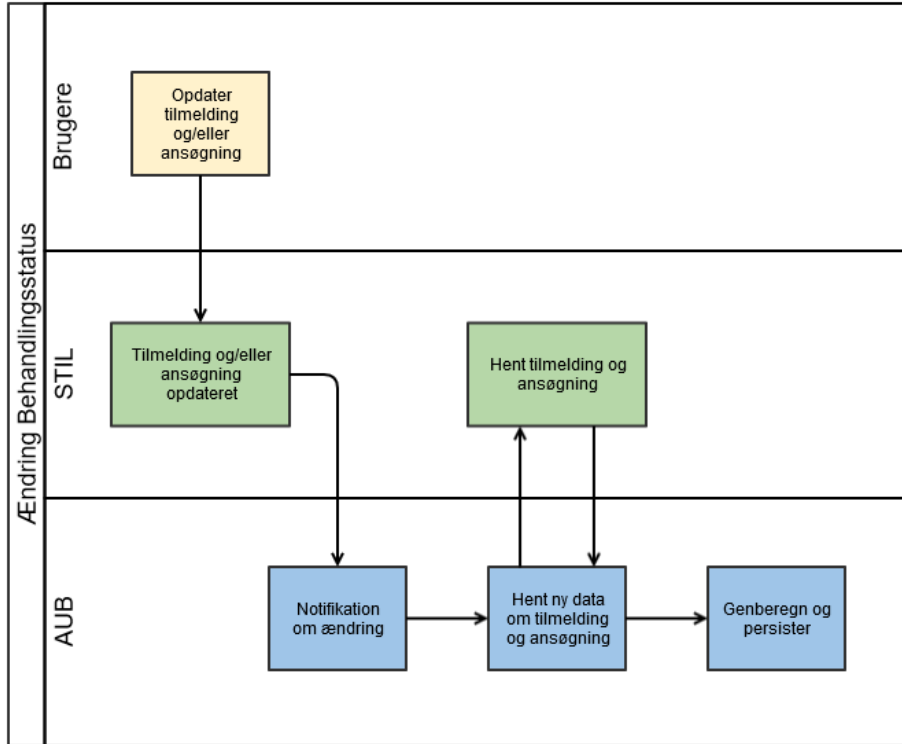 Ændring Behandlingsstatus
Brugere
Opdater
tilmelding
og/eller
ansøgning
STIL
Tilmelding og/eller
ansøgning
opdateret
Hent tilmelding og
ansøgning
AUB
Notifikation
om ændring
Hent ny data
om tilmelding
og ansøgning
Genberegn og
persister